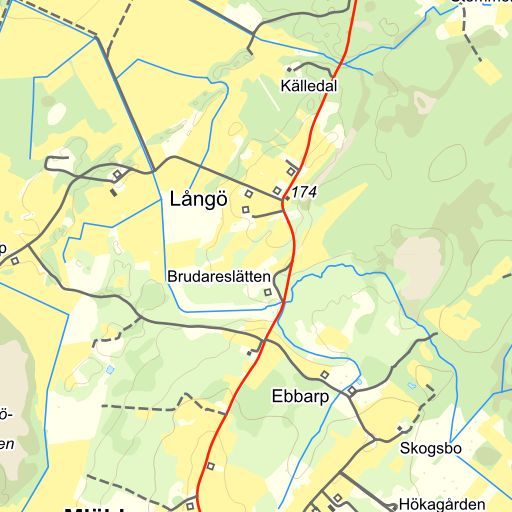 Källedal
174
Långö
Brudareslätten
Ebbarp
Skogsbo
Hökagården